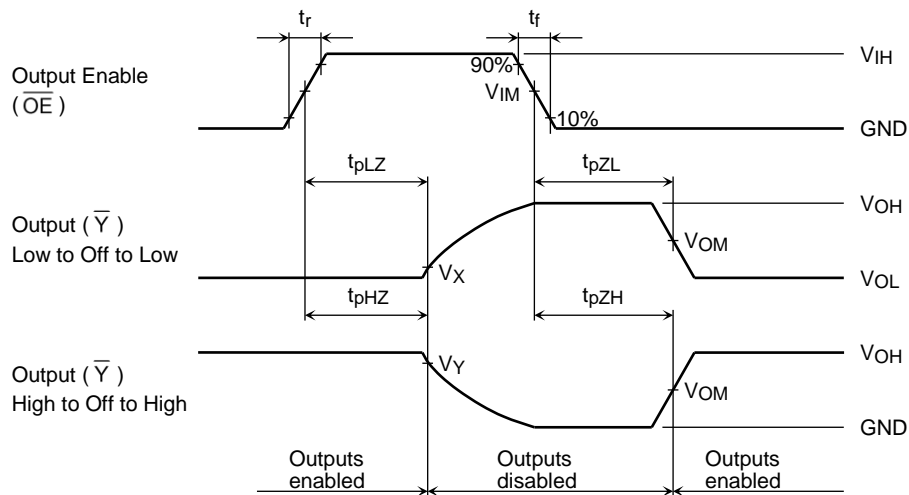 tr
tf
Output Enable
( OE )
90%
VIM
10%
VIH
GND
tpLZ
tpZL
Output ( Y )
Low to Off to Low
VOH
VOM
VX
VOL
tpHZ
tpZH
Output ( Y )
High to Off to High
VY
VOH
VOM
GND
Outputs
enabled
Outputs
disabled
Outputs
enabled